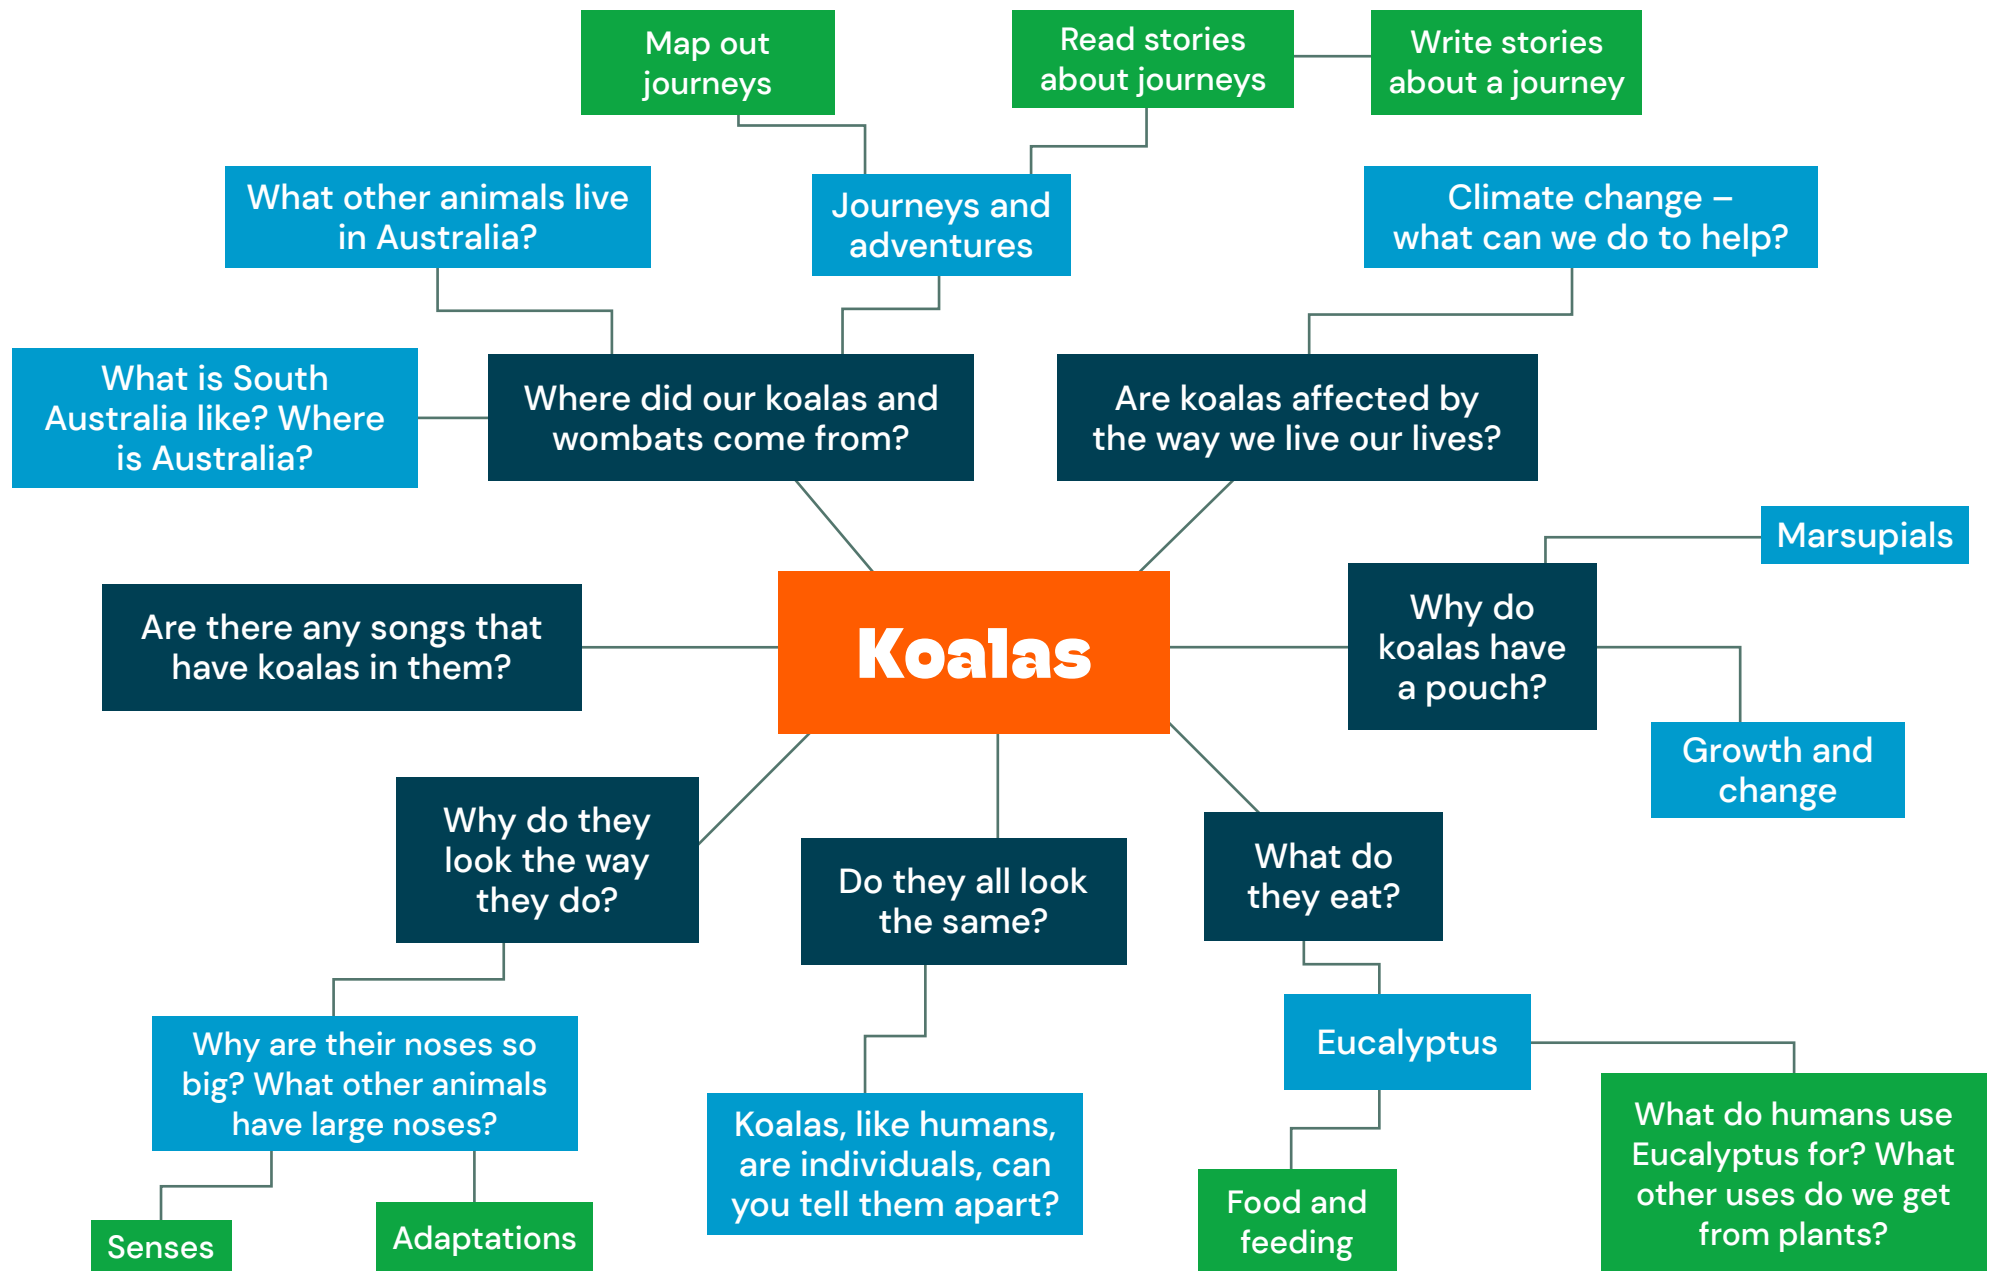 Map out
journeys
Read stories
about journeys
Write stories
about a journey
What other animals live
in Australia?
Journeys and
adventures
Climate change –
what can we do to help?
What is South
Australia like? Where
is Australia?
Where did our koalas and
wombats come from?
Are koalas affected by
the way we live our lives?
Marsupials
Are there any songs that
have koalas in them?
Koalas
Why do
koalas have
a pouch?
Growth and
change
Why do they
look the way
they do?
Do they all look
the same?
What do
they eat?
Why are their noses so
big? What other animals
have large noses?
Eucalyptus
Koalas, like humans,
are individuals, can
you tell them apart?
What do humans use
Eucalyptus for? What
other uses do we get
from plants?
Senses
Adaptations
Food and
feeding